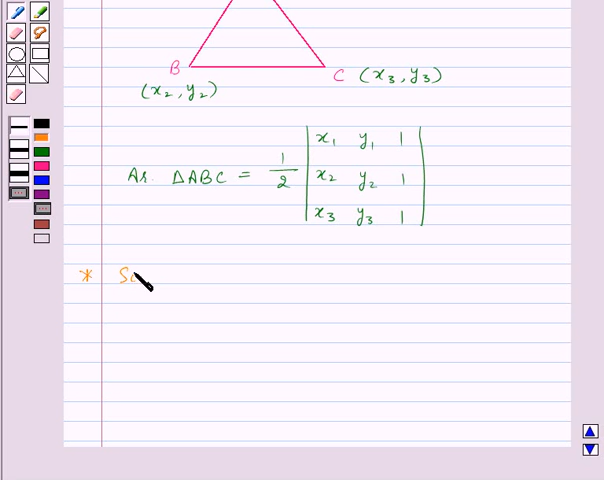 B
C (x₃, y₃)
(x₂, y₂)
Ar. ΔABC = 1/2 | x₁ y₁ 1 |
| x₂ y₂ 1 |
| x₃ y₃ 1 |
*